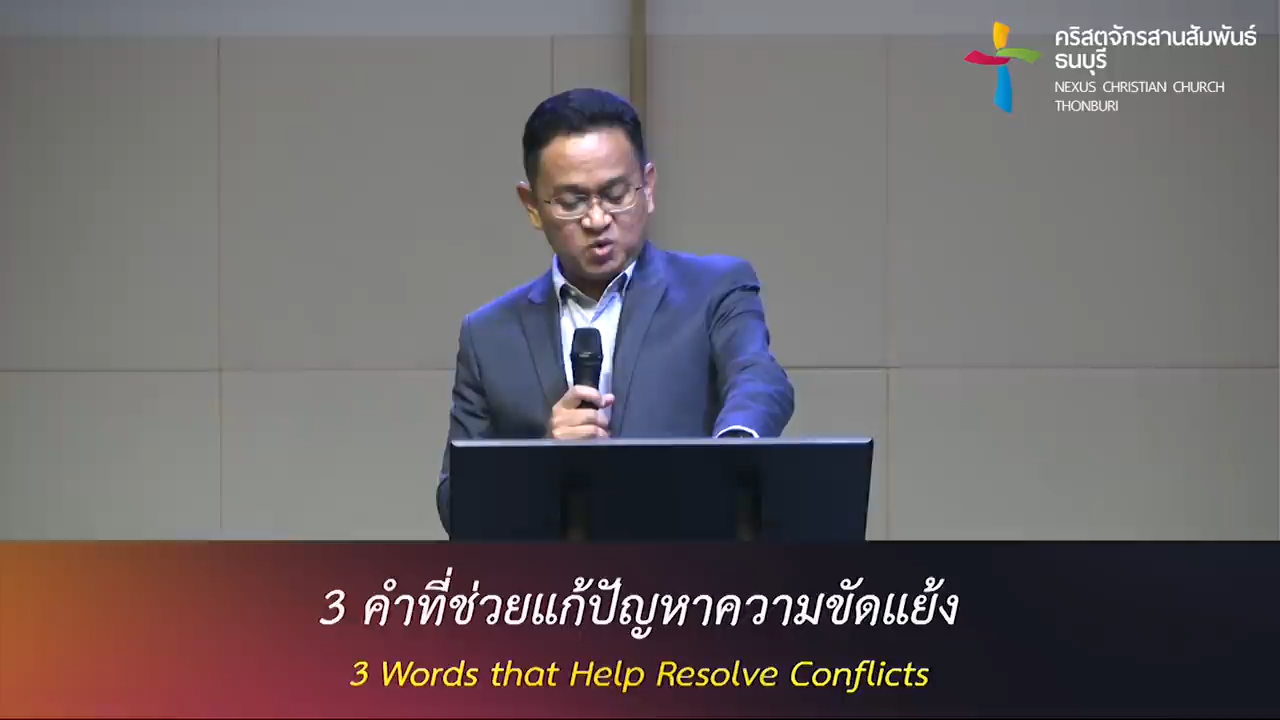 คริสตจักรสานสัมพันธ์
ธนบุรี
NEXUS CHRISTIAN CHURCH
THONBURI
3 คำที่ช่วยแก้ปัญหาความขัดแย้ง
3 Words that Help Resolve Conflicts